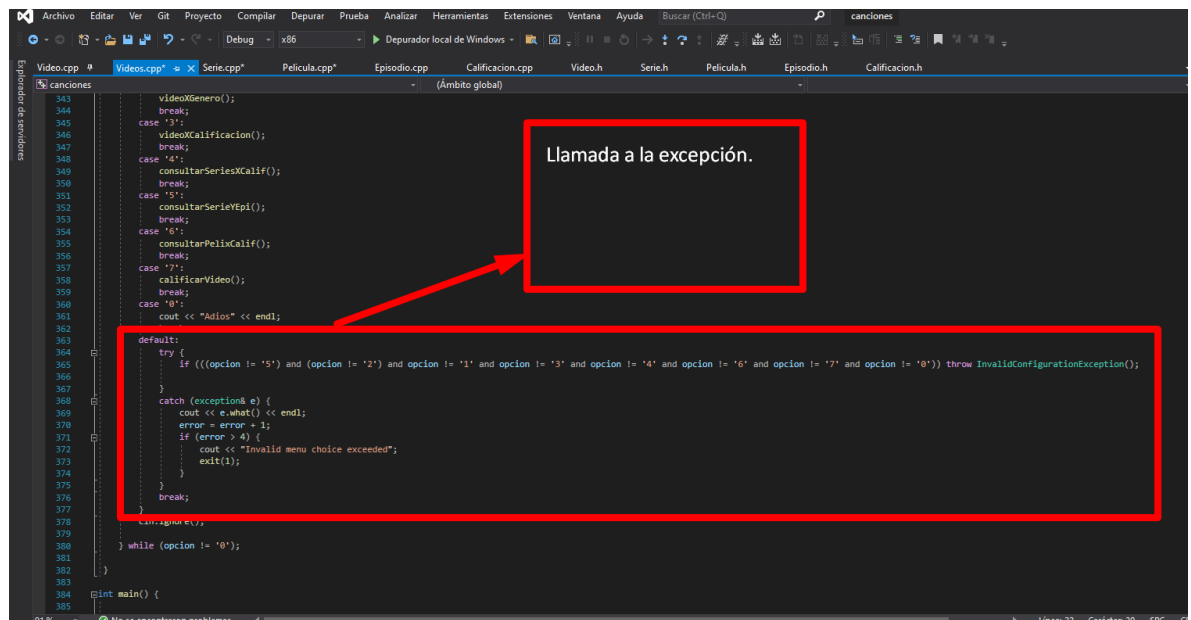 Archivo Editar Ver Git Proyecto Compilar Depurar Prueba Analizar Herramientas Extensiones Ventana Ayuda Buscar (Ctrl+Q) canciones
Debug x86 Depurador local de Windows
Explorador de servidores
Video.cpp Videos.cpp* Serie.cpp* Pelicula.cpp* Episodio.cpp Calificacion.cpp Video.h Serie.h Pelicula.h Episodio.h Calificacion.h
canciones (Ámbito global)
343 videoXGenero();
344 break;
345 case '3':
346 videoXCalificacion();
347 break;
348 case '4':
349 consultarSeriesXCalif();
350 break;
351 case '5':
352 consultarSerieYEpi();
353 break;
354 case '6':
355 consultarPelixCalif();
356 break;
357 case '7':
358 calificarVideo();
359 break;
360 case '0':
361 cout << "Adios" << endl;
362
363 default:
364 try {
365 if (((opcion != '5') and (opcion != '2') and opcion != '1' and opcion != '3' and opcion != '4' and opcion != '6' and opcion != '7' and opcion != '0')) throw InvalidConfigurationException();
366
367 }
368 catch (exception& e) {
369 cout << e.what() << endl;
370 error = error + 1;
371 if (error > 4) {
372 cout << "Invalid menu choice exceeded";
373 exit(1);
374 }
375 }
376 break;
377 }
378 cin.ignore();
379
380 } while (opcion != '0');
381
382 }
383
384 int main() {
385
Llamada a la excepción.